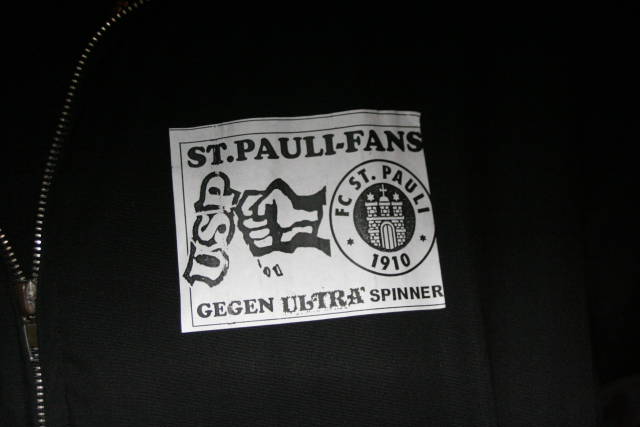 ST.PAULI-FANS
USP
FC ST. PAULI
1910
GEGEN ULTRA' SPINNER